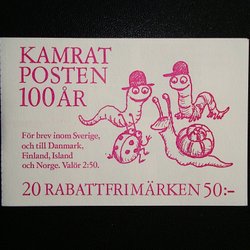 KAMRAT
POSTEN
100 ÅR
För brev inom Sverige,
och till Danmark,
Finland, Island
och Norge. Valör 2:50.
20 RABATTFRIMÄRKEN 50:-